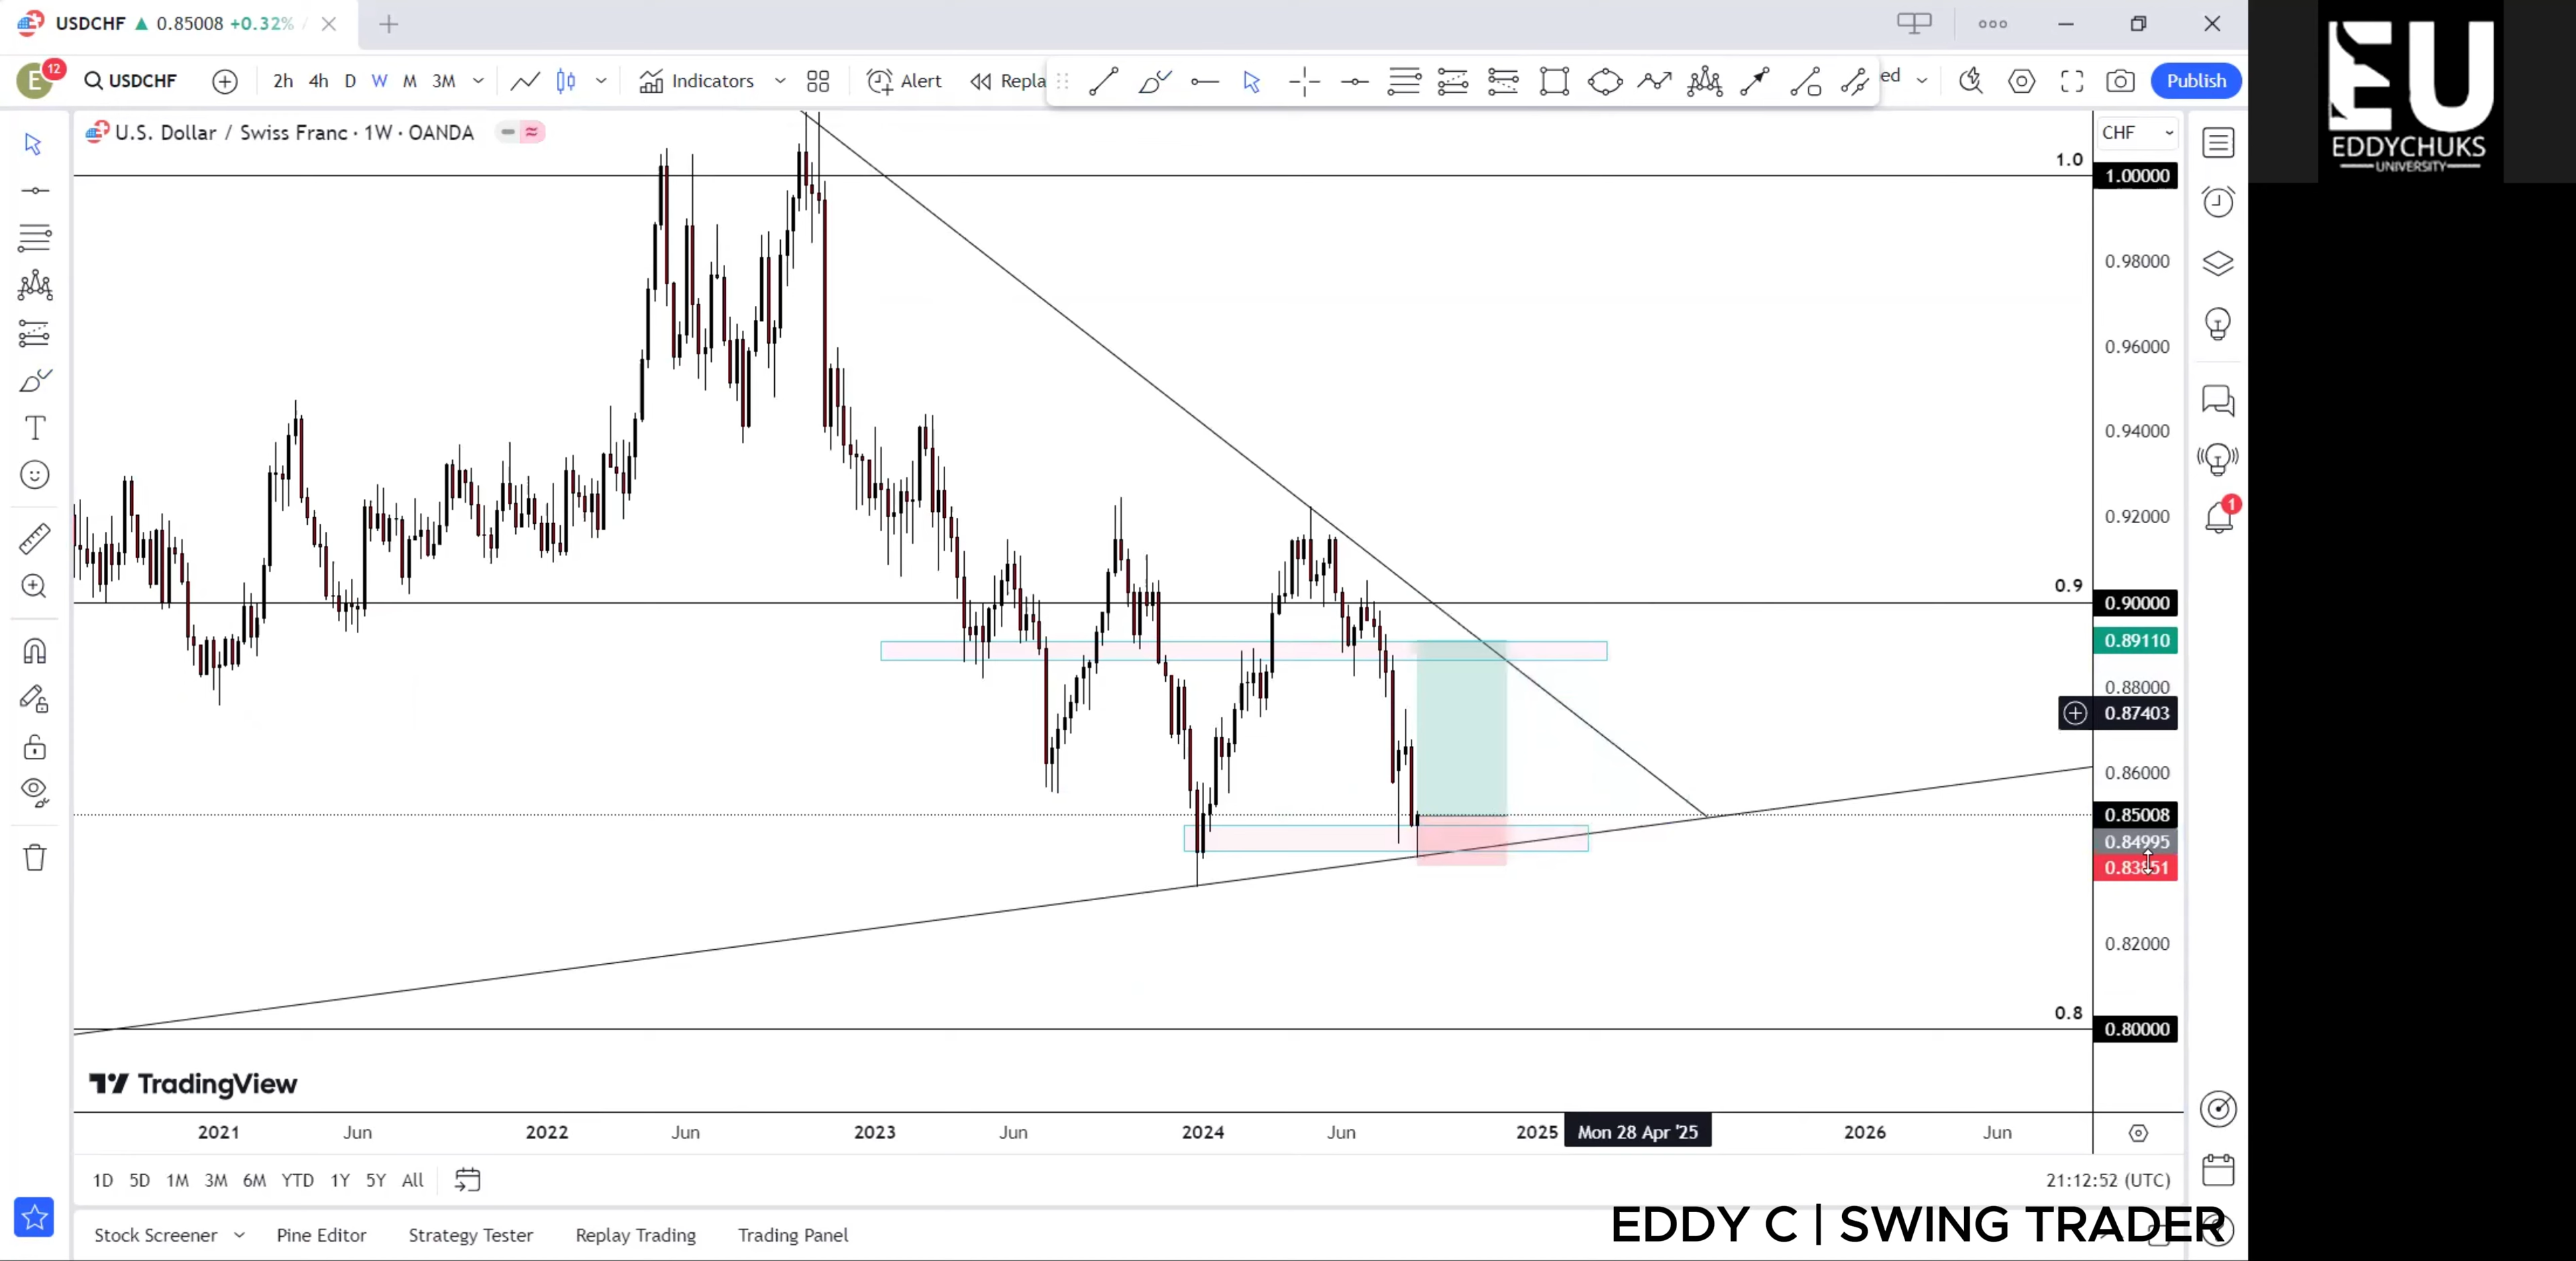 USDCHF ▲ 0.85008 +0.32% /
E 12 USDCHF 2h 4h D W M 3M Indicators Alert Repla ed Publish
U.S. Dollar / Swiss Franc · 1W · OANDA
CHF
1.0
1.00000
0.98000
0.96000
0.94000
0.92000
0.9
0.90000
0.89110
0.88000
0.87403
0.86000
0.85008
0.84995
0.82000
0.8
0.80000
1
TradingView
2021 Jun 2022 Jun 2023 Jun 2024 Jun 2025 Mon 28 Apr '25 2026 Jun
1D 5D 1M 3M 6M YTD 1Y 5Y All 21:12:52 (UTC)
Stock Screener Pine Editor Strategy Tester Replay Trading Trading Panel
EDDY C | SWING TRADER
EU
EDDYCHUKS
UNIVERSITY